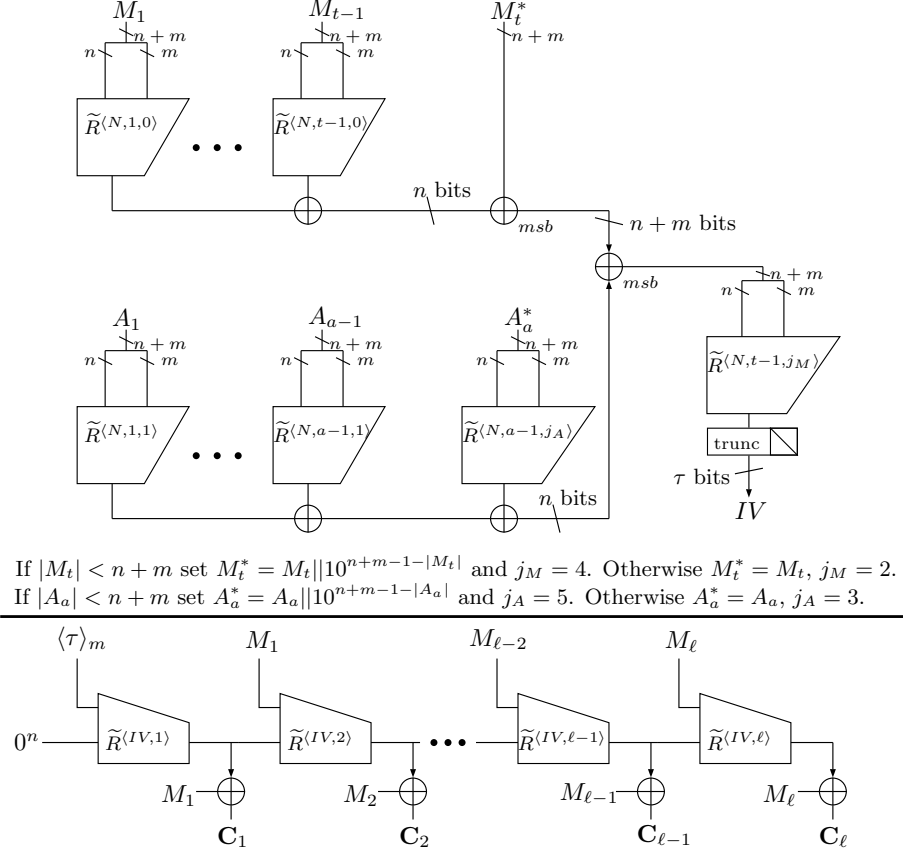 M_1 M_{t−1} M_t^*
n+m n+m n+m
n m n m
R̃^{⟨N,1,0⟩} R̃^{⟨N,t−1,0⟩}
• • •
n bits
msb n + m bits
msb n+m
n m
A_1 A_{a−1} A_a^*
n+m n+m n+m
n m n m n m
R̃^{⟨N,t−1,j_M⟩}
R̃^{⟨N,1,1⟩} R̃^{⟨N,a−1,1⟩} R̃^{⟨N,a−1,j_A⟩}
trunc
• • •
τ bits
n bits
IV
If |M_t| < n + m set M_t^* = M_t||10^{n+m−1−|M_t|} and j_M = 4. Otherwise M_t^* = M_t, j_M = 2.
If |A_a| < n + m set A_a^* = A_a||10^{n+m−1−|A_a|} and j_A = 5. Otherwise A_a^* = A_a, j_A = 3.
⟨τ⟩_m M_1 M_{ℓ−2} M_ℓ
0^n R̃^{⟨IV,1⟩} R̃^{⟨IV,2⟩} • • • R̃^{⟨IV,ℓ−1⟩} R̃^{⟨IV,ℓ⟩}
M_1 M_2 M_{ℓ−1} M_ℓ
C_1 C_2 C_{ℓ−1} C_ℓ